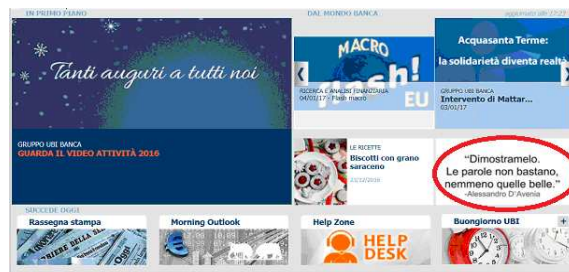 IN PRIMO PIANO
DAL MONDO BANCA
aggiornato alle 17:23
Tanti auguri a tutti noi
MACRO
flash!
EU
RICERCA E ANALISI FINANZIARIA
04/01/17 - Flash macro
Acquasanta Terme:
la solidarietà diventa realtà
GRUPPO UBI BANCA
Intervento di Mattar...
03/01/17
GRUPPO UBI BANCA
GUARDA IL VIDEO ATTIVITÀ 2016
LE RICETTE
Biscotti con grano
saraceno
23/12/2016
“Dimostramelo.
Le parole non bastano,
nemmeno quelle belle.”
-Alessandro D'Avenia
SUCCEDE OGGI
Rassegna stampa
Morning Outlook
Help Zone
HELP
DESK
Buongiorno UBI
+